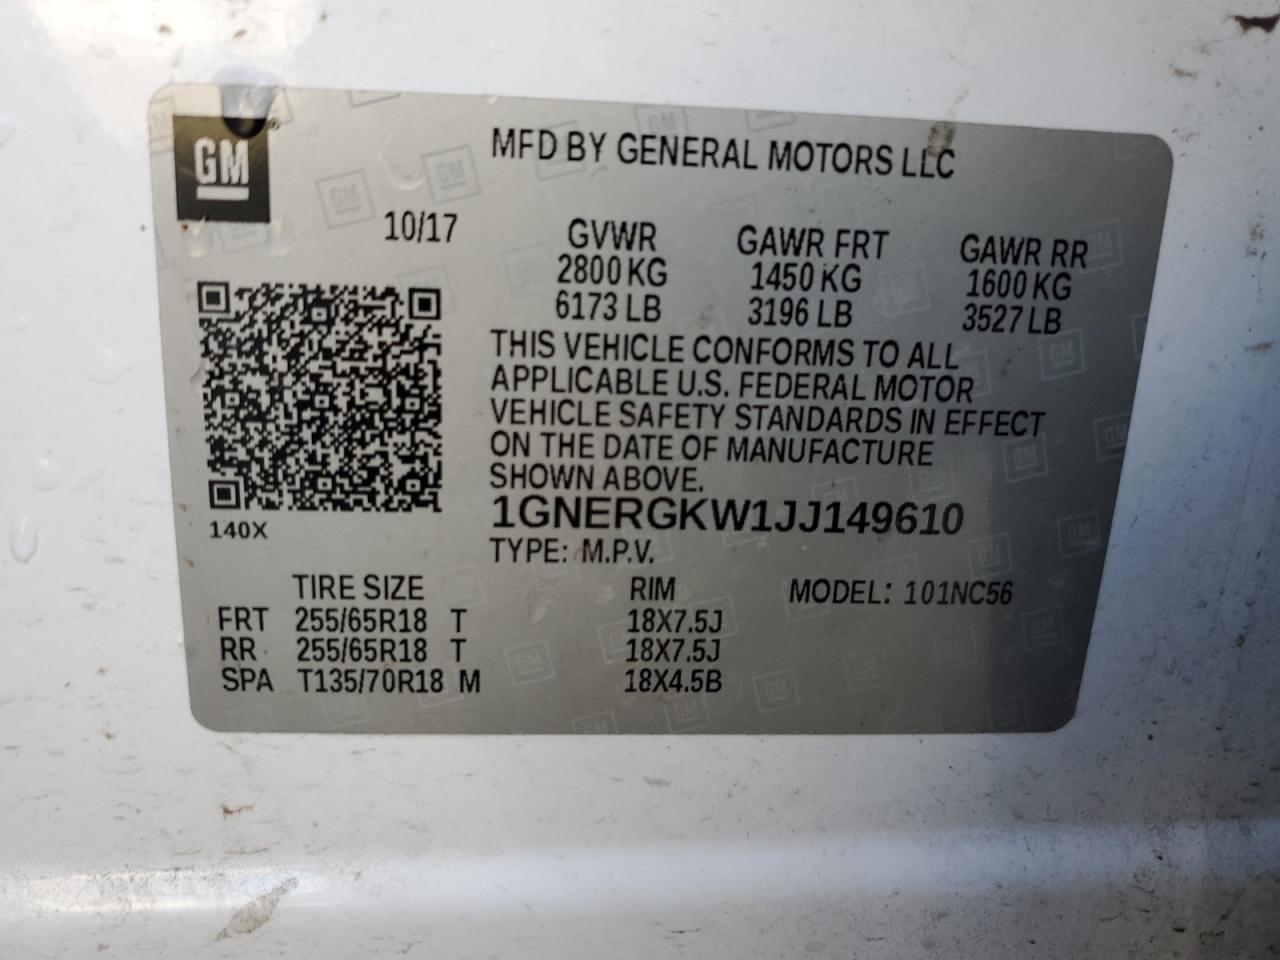 GM
MFD BY GENERAL MOTORS LLC
10/17
GVWR GAWR FRT GAWR RR
2800 KG 1450 KG 1600 KG
6173 LB 3196 LB 3527 LB
THIS VEHICLE CONFORMS TO ALL
APPLICABLE U.S. FEDERAL MOTOR
VEHICLE SAFETY STANDARDS IN EFFECT
ON THE DATE OF MANUFACTURE
SHOWN ABOVE.
1GNERGKW1JJ149610
140X
TYPE: M.P.V.
TIRE SIZE RIM MODEL: 101NC56
FRT 255/65R18 T 18X7.5J
RR 255/65R18 T 18X7.5J
SPA T135/70R18 M 18X4.5B